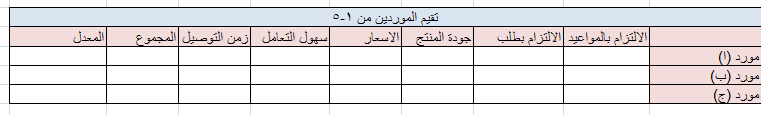 تقيم الموردين من ١-٥
الالتزام بالمواعيد الالتزام بطلب جودة المنتج الاسعار سهول التعامل زمن التوصيل المجموع المعدل
مورد (ا)
مورد (ب)
مورد (ج)